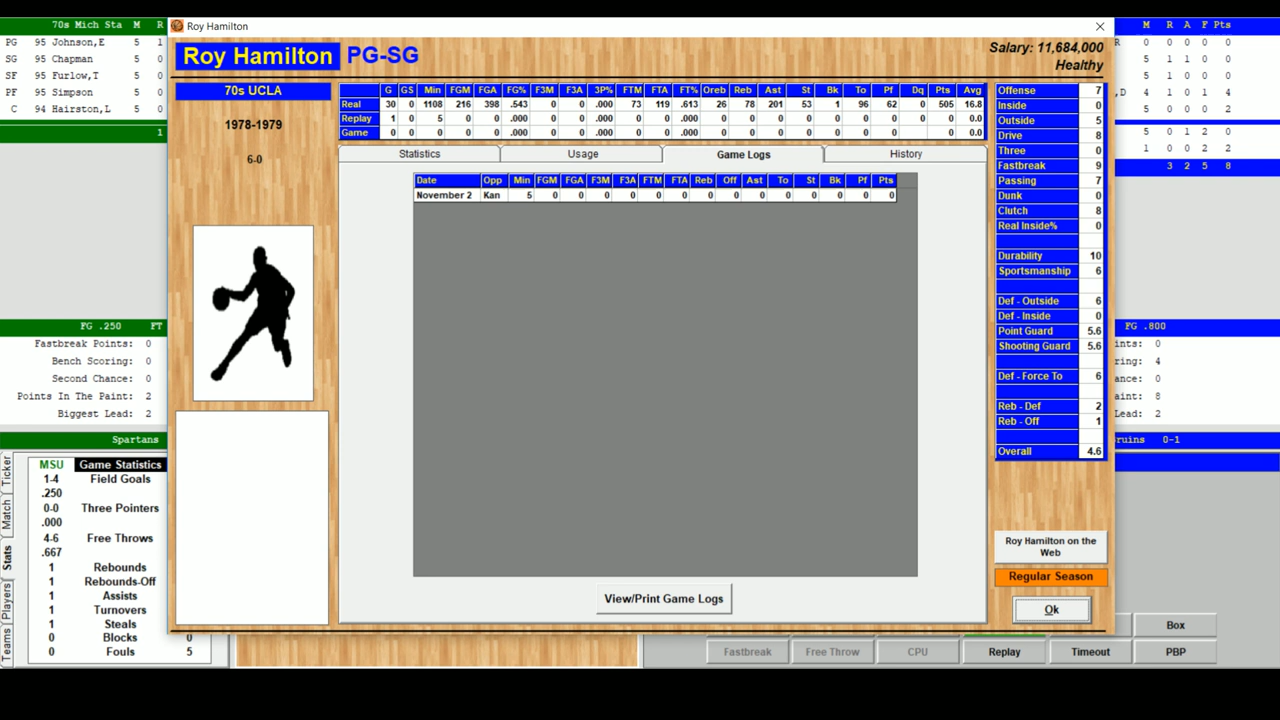 70s Mich Sta M R
PG 95 Johnson,E 5 1
SG 95 Chapman 5 0
SF 95 Furlow,T 5 0
PF 95 Simpson 5 0
C 94 Hairston,L 5 0
1
FG .250 FT
Fastbreak Points: 0
Bench Scoring: 0
Second Chance: 0
Points In The Paint: 2
Biggest Lead: 2
Spartans
Ticker
Match
Stats
Players
Teams
MSU Game Statistics
1-4 Field Goals
.250
0-0 Three Pointers
.000
4-6 Free Throws
.667
1 Rebounds
1 Rebounds-Off
1 Assists
1 Turnovers
1 Steals
0 Blocks 0
0 Fouls 5
Roy Hamilton
Roy Hamilton PG-SG
Salary: 11,684,000
Healthy
70s UCLA
1978-1979
6-0
G GS Min FGM FGA FG% F3M F3A 3P% FTM FTA FT% Oreb Reb Ast St Bk To Pf Dq Pts Avg
Real 30 0 1108 216 398 .543 0 0 .000 73 119 .613 26 78 201 53 1 96 62 0 505 16.8
Replay 1 0 5 0 0 .000 0 0 .000 0 0 .000 0 0 0 0 0 0 0 0 0 0.0
Game 0 0 0 0 0 .000 0 0 .000 0 0 .000 0 0 0 0 0 0 0 0 0 0.0
Statistics Usage Game Logs History
Date Opp Min FGM FGA F3M F3A FTM FTA Reb Off Ast To St Bk Pf Pts
November 2 Kan 5 0 0 0 0 0 0 0 0 0 0 0 0 0 0
View/Print Game Logs
Offense 7
Inside 0
Outside 5
Drive 8
Three 0
Fastbreak 9
Passing 7
Dunk 0
Clutch 8
Real Inside% 0
Durability 10
Sportsmanship 6
Def - Outside 6
Def - Inside 0
Point Guard 5.6
Shooting Guard 5.6
Def - Force To 6
Reb - Def 2
Reb - Off 1
Overall 4.6
Roy Hamilton on the
Web
Regular Season
Ok
M R A F Pts
R 0 0 0 0 0
5 1 1 0 0
5 1 0 0 0
,D 4 1 0 1 4
5 0 0 0 2
5 0 1 2 0
1 0 0 2 2
3 2 5 8
FG .800
ints: 0
ring: 4
ance: 0
aint: 8
Lead: 2
ruins 0-1
Box
Fastbreak Free Throw CPU Replay Timeout PBP